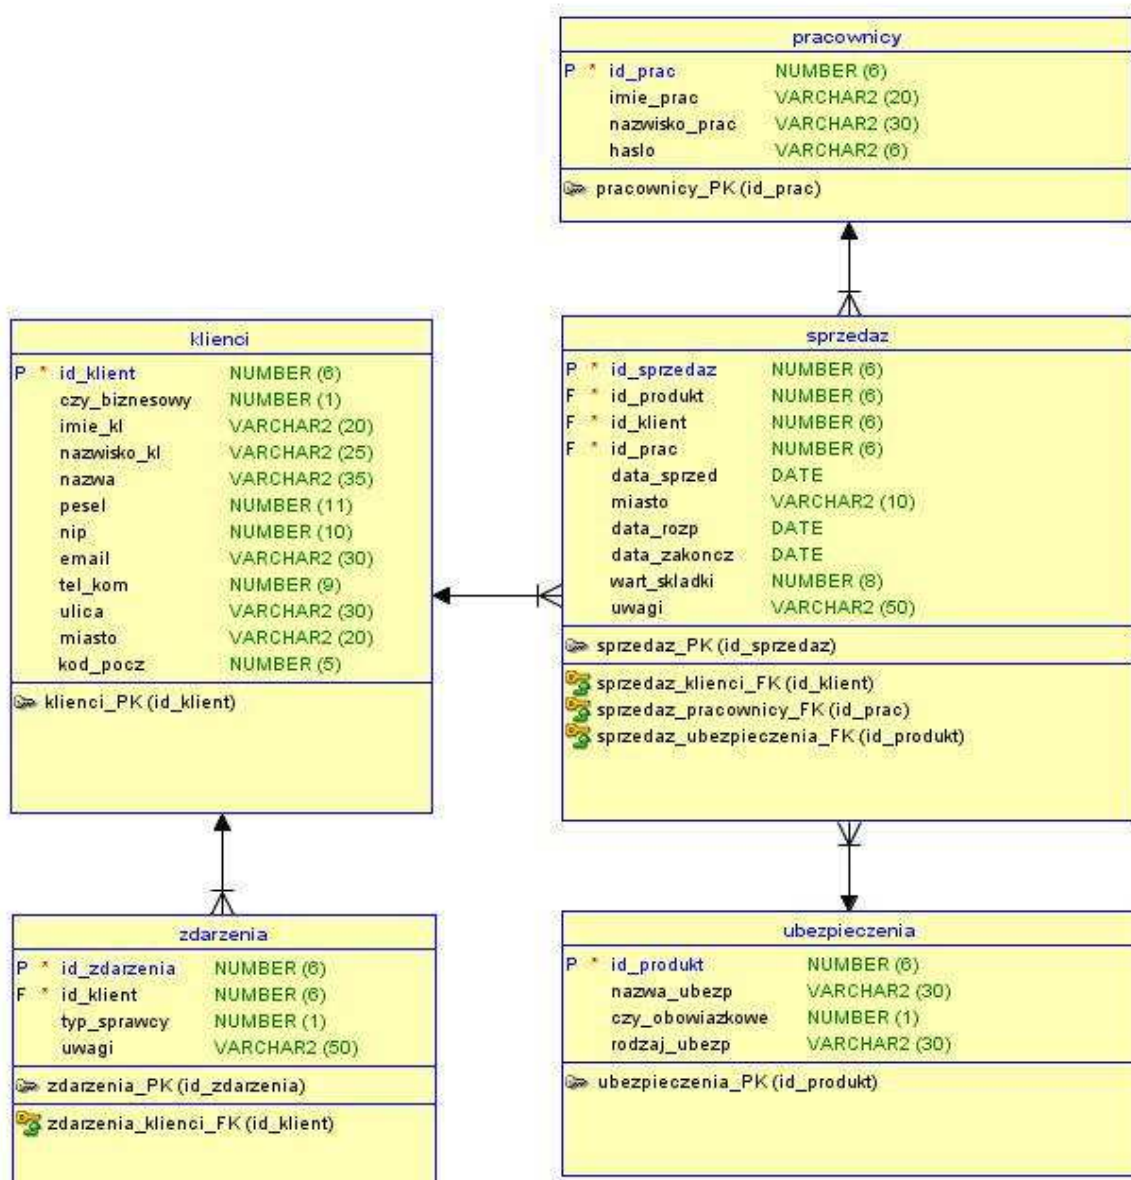 pracownicy
P * id_prac NUMBER (6)
imie_prac VARCHAR2 (20)
nazwisko_prac VARCHAR2 (30)
haslo VARCHAR2 (6)
pracownicy_PK (id_prac)
klienci
P * id_klient NUMBER (6)
czy_biznesowy NUMBER (1)
imie_kl VARCHAR2 (20)
nazwisko_kl VARCHAR2 (25)
nazwa VARCHAR2 (35)
pesel NUMBER (11)
nip NUMBER (10)
email VARCHAR2 (30)
tel_kom NUMBER (9)
ulica VARCHAR2 (30)
miasto VARCHAR2 (20)
kod_pocz NUMBER (5)
klienci_PK (id_klient)
sprzedaz
P * id_sprzedaz NUMBER (6)
F * id_produkt NUMBER (6)
F * id_klient NUMBER (6)
F * id_prac NUMBER (6)
data_sprzed DATE
miasto VARCHAR2 (10)
data_rozp DATE
data_zakoncz DATE
wart_skladki NUMBER (8)
uwagi VARCHAR2 (50)
sprzedaz_PK (id_sprzedaz)
sprzedaz_klienci_FK (id_klient)
sprzedaz_pracownicy_FK (id_prac)
sprzedaz_ubezpieczenia_FK (id_produkt)
zdarzenia
P * id_zdarzenia NUMBER (6)
F * id_klient NUMBER (6)
typ_sprawcy NUMBER (1)
uwagi VARCHAR2 (50)
zdarzenia_PK (id_zdarzenia)
zdarzenia_klienci_FK (id_klient)
ubezpieczenia
P * id_produkt NUMBER (6)
nazwa_ubezp VARCHAR2 (30)
czy_obowiazkowe NUMBER (1)
rodzaj_ubezp VARCHAR2 (30)
ubezpieczenia_PK (id_produkt)